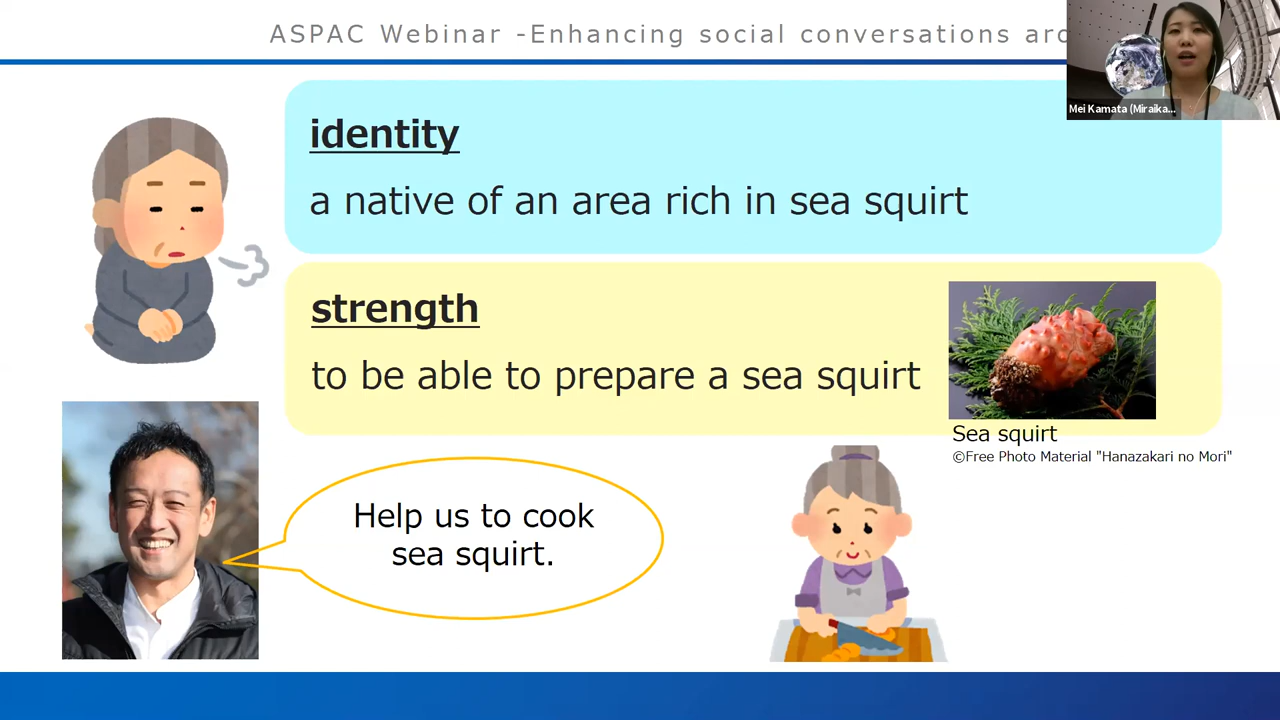 ASPAC Webinar -Enhancing social conversations
Mei Kamata (Miraika...
identity
a native of an area rich in sea squirt
strength
to be able to prepare a sea squirt
Sea squirt
©Free Photo Material "Hanazakari no Mori"
Help us to cook
sea squirt.